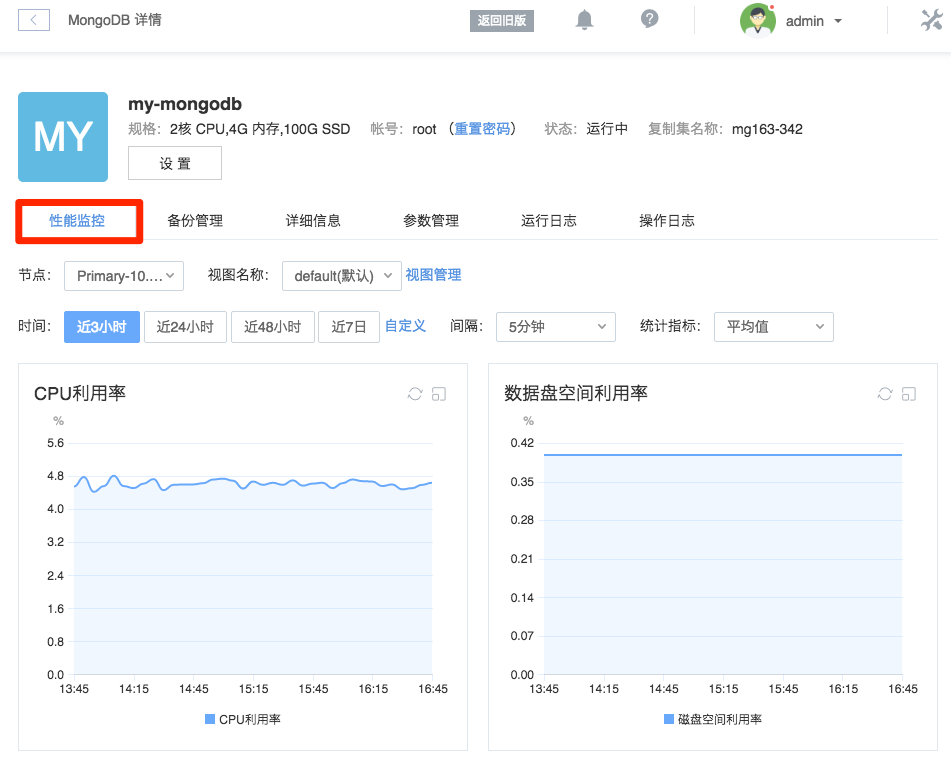 MongoDB 详情 返回旧版 admin
MY
my-mongodb
规格: 2核 CPU,4G 内存,100G SSD 帐号: root (重置密码) 状态: 运行中 复制集名称: mg163-342
设 置
性能监控 备份管理 详细信息 参数管理 运行日志 操作日志
节点: Primary-10.... 视图名称: default(默认) 视图管理
时间: 近3小时 近24小时 近48小时 近7日 自定义 间隔: 5分钟 统计指标: 平均值
CPU利用率
%
5.6
4.8
4.0
3.2
2.4
1.6
0.8
0.0
13:45 14:15 14:45 15:15 15:45 16:15 16:45
CPU利用率
数据盘空间利用率
%
0.42
0.35
0.28
0.21
0.14
0.07
0.00
13:45 14:15 14:45 15:15 15:45 16:15 16:45
磁盘空间利用率